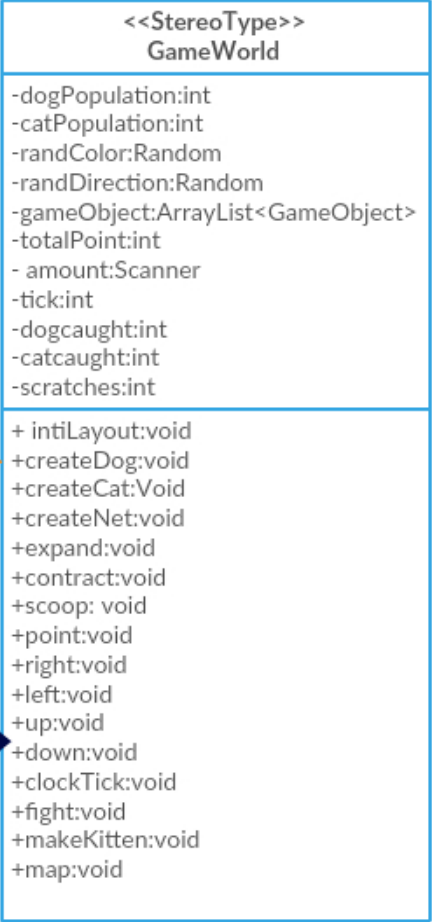 <<StereoType>>
GameWorld
-dogPopulation:int
-catPopulation:int
-randColor:Random
-randDirection:Random
-gameObject:ArrayList<GameObject>
-totalPoint:int
- amount:Scanner
-tick:int
-dogcaught:int
-catcaught:int
-scratches:int
+ intiLayout:void
+createDog:void
+createCat:Void
+createNet:void
+expand:void
+contract:void
+scoop: void
+point:void
+right:void
+left:void
+up:void
+down:void
+clockTick:void
+fight:void
+makeKitten:void
+map:void